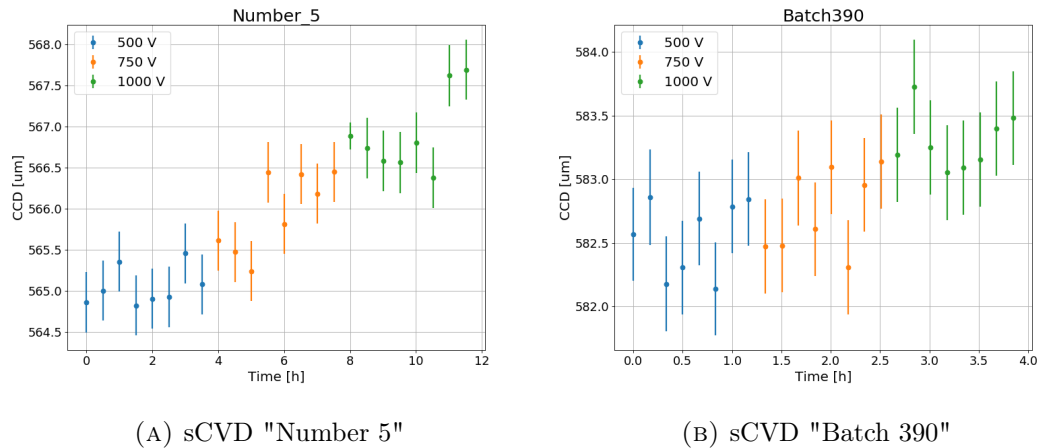 Number_5
568.0
567.5
567.0
566.5
566.0
565.5
565.0
564.5
CCD [um]
500 V
750 V
1000 V
0 2 4 6 8 10 12
Time [h]
(A) sCVD "Number 5"
Batch390
584.0
583.5
583.0
582.5
582.0
CCD [um]
500 V
750 V
1000 V
0.0 0.5 1.0 1.5 2.0 2.5 3.0 3.5 4.0
Time [h]
(B) sCVD "Batch 390"